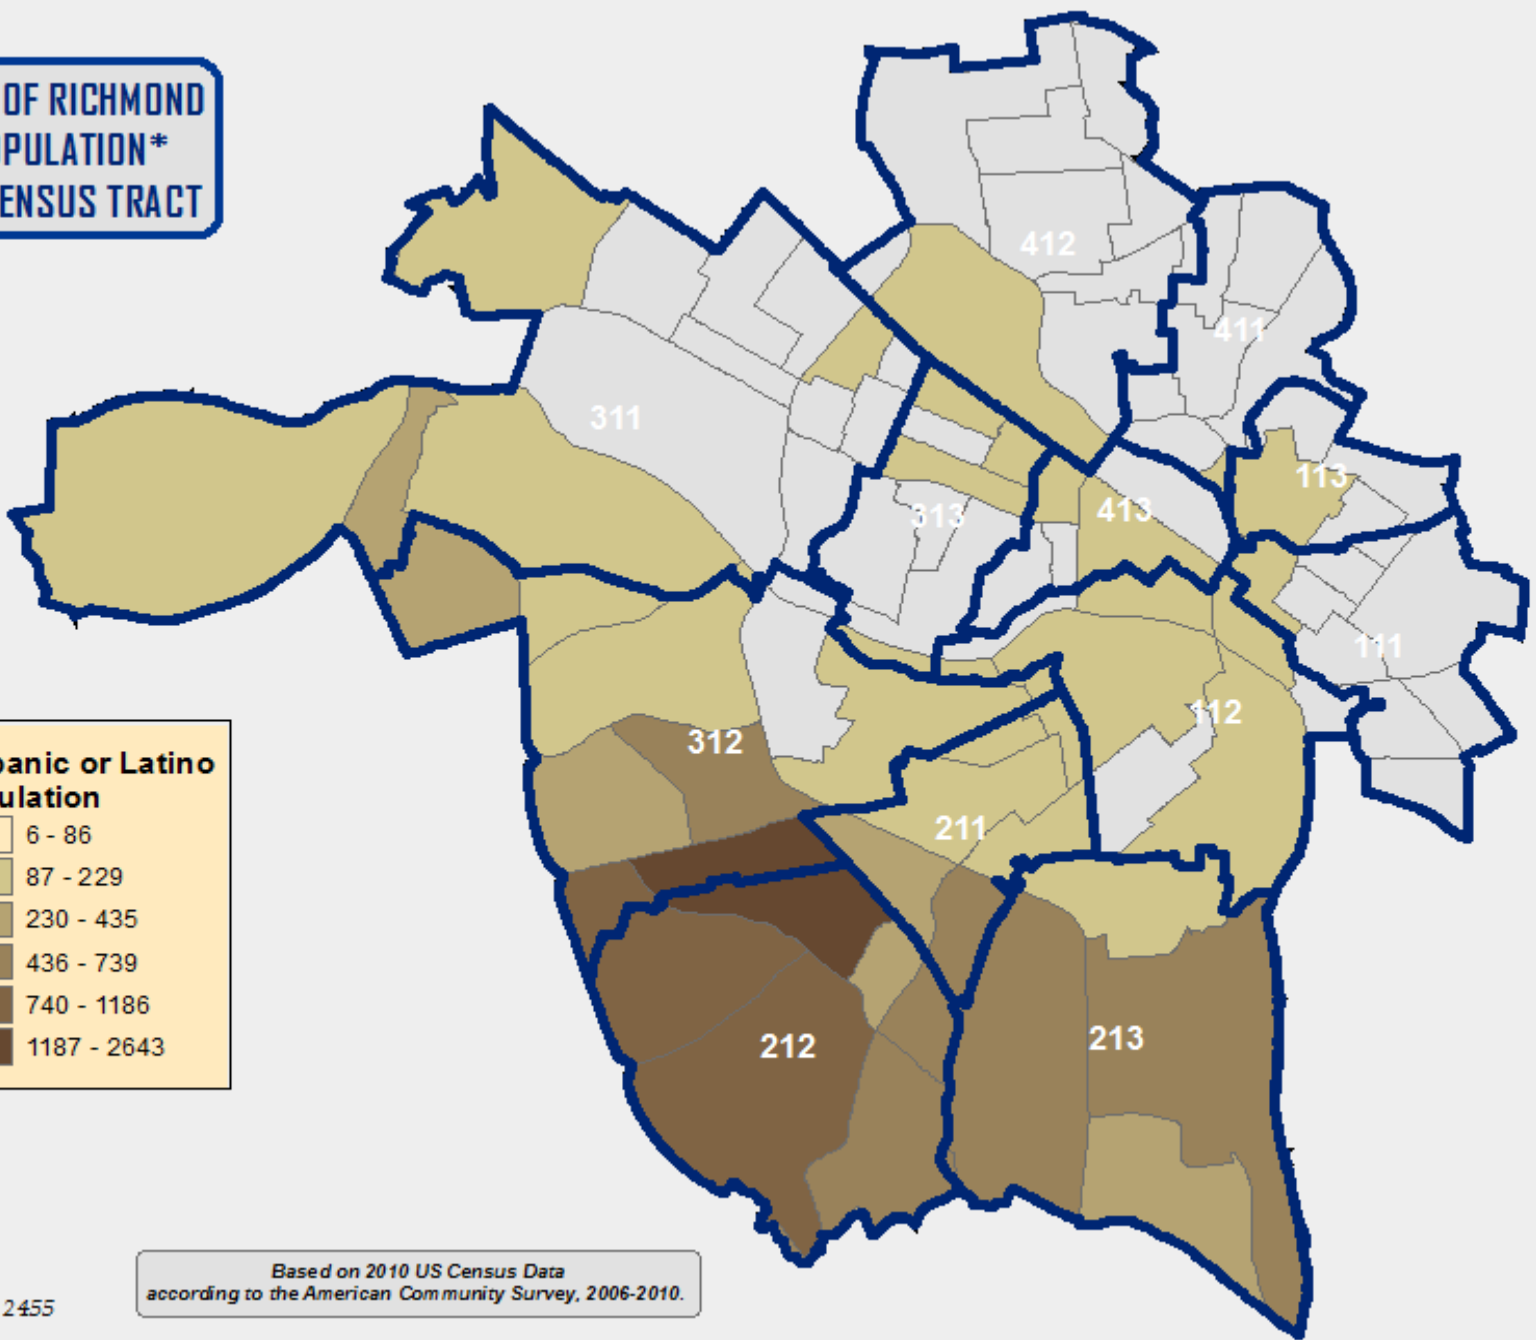 OF RICHMOND
OPULATION*
ENSUS TRACT
412
411
311
113
313
413
111
112
312
211
212
213
panic or Latino
ulation
6 - 86
87 - 229
230 - 435
436 - 739
740 - 1186
1187 - 2643
Based on 2010 US Census Data
according to the American Community Survey, 2006-2010.
2455